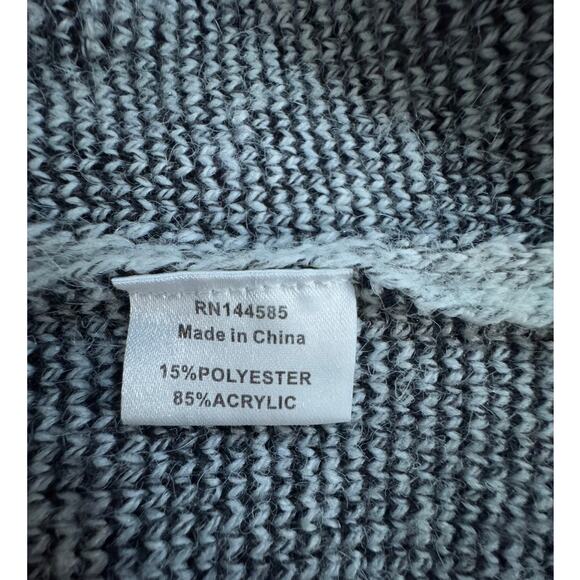 RN144585
Made in China
15%POLYESTER
85%ACRYLIC